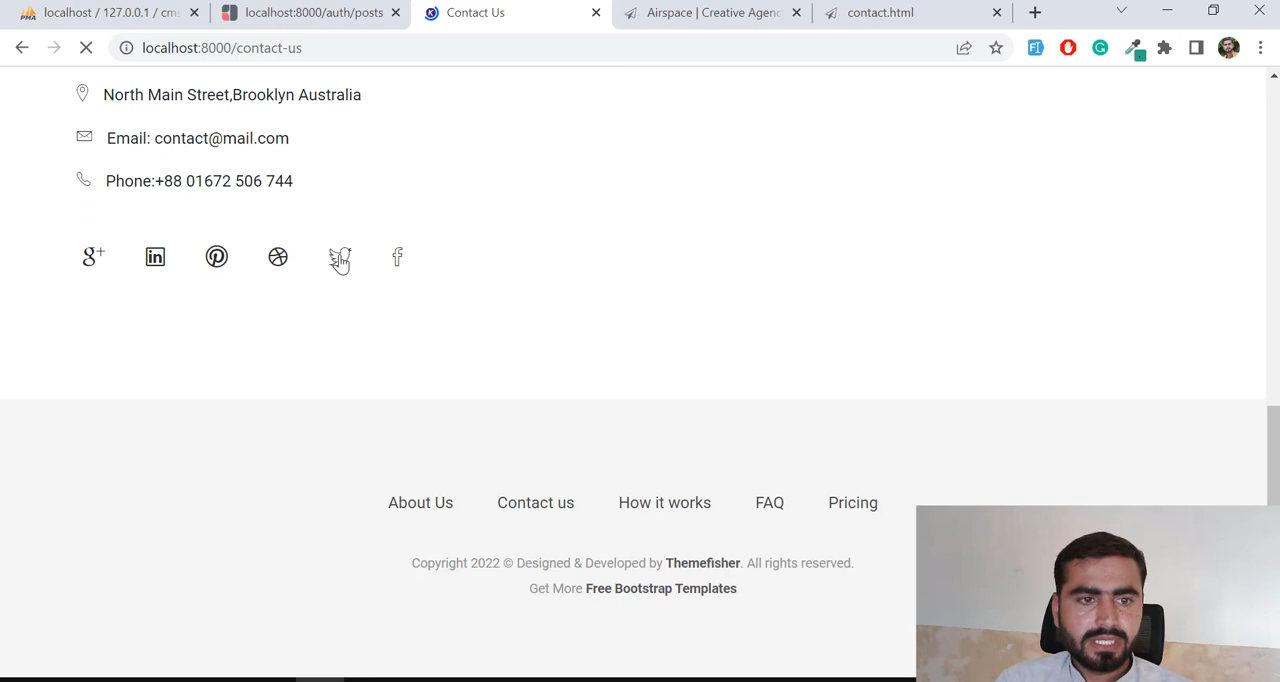 localhost / 127.0.0.1 / cms
localhost:8000/auth/posts
Contact Us
Airspace | Creative Agenc
contact.html
localhost:8000/contact-us
North Main Street,Brooklyn Australia
Email: contact@mail.com
Phone:+88 01672 506 744
About Us
Contact us
How it works
FAQ
Pricing
Copyright 2022 © Designed & Developed by Themefisher. All rights reserved.
Get More Free Bootstrap Templates